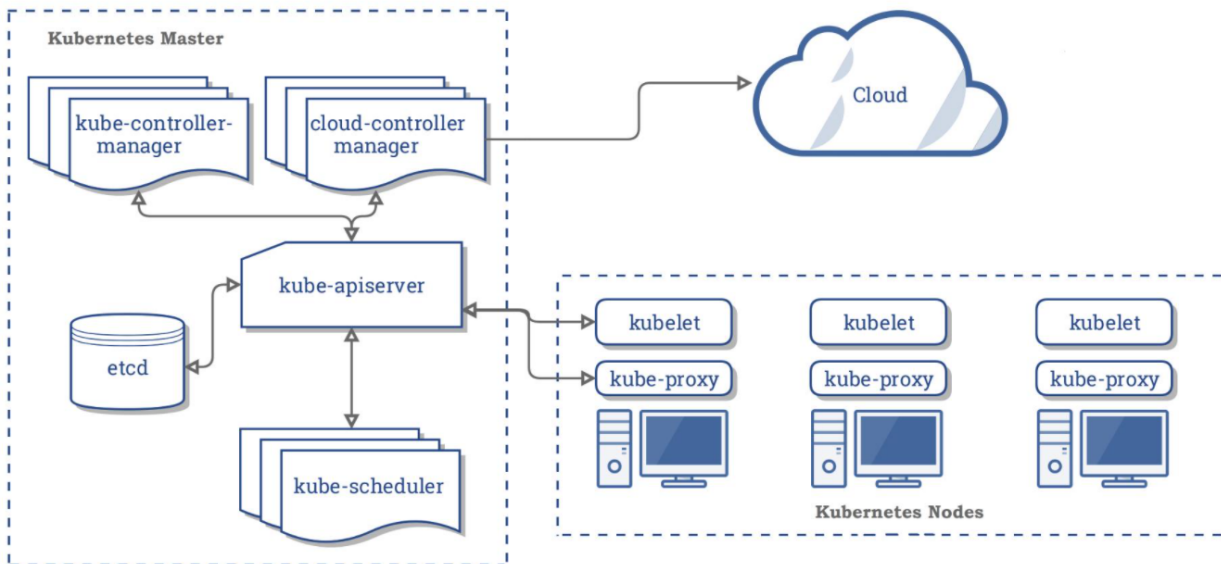 Kubernetes Master
kube-controller-
manager
cloud-controller
manager
Cloud
kube-apiserver
etcd
kube-scheduler
kubelet
kubelet
kubelet
kube-proxy
kube-proxy
kube-proxy
Kubernetes Nodes